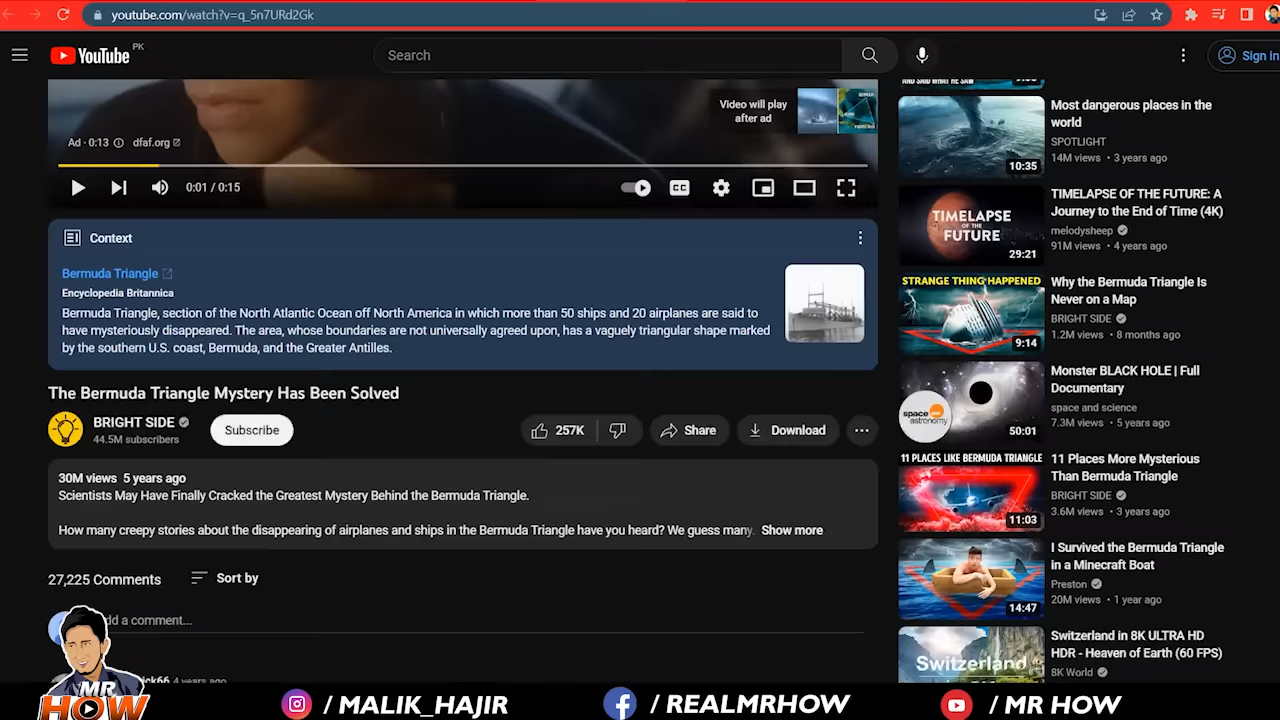 youtube.com/watch?v=q_5n7URd2Gk
YouTube PK
Search
Sign in
Video will play
after ad
Ad · 0:13
dfaf.org
0:01 / 0:15
CC
Context
Bermuda Triangle
Encyclopedia Britannica
Bermuda Triangle, section of the North Atlantic Ocean off North America in which more than 50 ships and 20 airplanes are said to
have mysteriously disappeared. The area, whose boundaries are not universally agreed upon, has a vaguely triangular shape marked
by the southern U.S. coast, Bermuda, and the Greater Antilles.
The Bermuda Triangle Mystery Has Been Solved
BRIGHT SIDE
44.5M subscribers
Subscribe
257K
Share
Download
30M views 5 years ago
Scientists May Have Finally Cracked the Greatest Mystery Behind the Bermuda Triangle.
How many creepy stories about the disappearing of airplanes and ships in the Bermuda Triangle have you heard? We guess many. Show more
27,225 Comments
Sort by
dd a comment...
ick66 4 years ago
AND SAID WHAT HE SAW
Most dangerous places in the
world
SPOTLIGHT
14M views • 3 years ago
10:35
TIMELAPSE
OF THE
FUTURE
29:21
TIMELAPSE OF THE FUTURE: A
Journey to the End of Time (4K)
melodysheep
91M views • 4 years ago
STRANGE THING HAPPENED
9:14
Why the Bermuda Triangle Is
Never on a Map
BRIGHT SIDE
1.2M views • 8 months ago
space and
astronomy
50:01
Monster BLACK HOLE | Full
Documentary
space and science
7.3M views • 5 years ago
11 PLACES LIKE BERMUDA TRIANGLE
11:03
11 Places More Mysterious
Than Bermuda Triangle
BRIGHT SIDE
3.6M views • 3 years ago
14:47
I Survived the Bermuda Triangle
in a Minecraft Boat
Preston
20M views • 1 year ago
Switzerland
Switzerland in 8K ULTRA HD
HDR - Heaven of Earth (60 FPS)
8K World
MR
HOW
/ MALIK_HAJIR
/ REALMRHOW
/ MR HOW